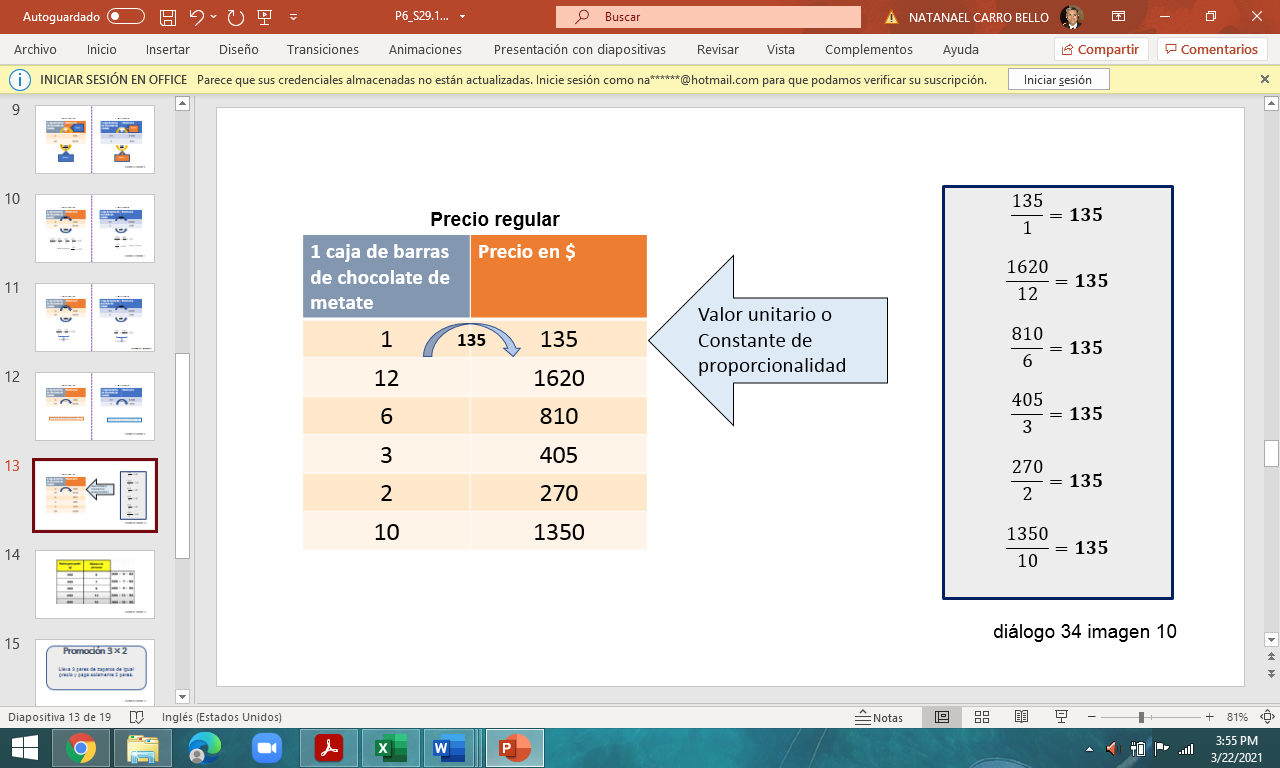 Autoguardado
P6_S29.1...
Buscar
NATANAEL CARRO BELLO
Archivo Inicio Insertar Diseño Transiciones Animaciones Presentación con diapositivas Revisar Vista Complementos Ayuda
Compartir
Comentarios
INICIAR SESIÓN EN OFFICE Parece que sus credenciales almacenadas no están actualizadas. Inicie sesión como na******@hotmail.com para que podamos verificar su suscripción.
Iniciar sesión
9
10
11
12
13
14
15
Promoción 3 × 2
Precio regular
1 caja de barras de chocolate de metate
Precio en $
1 135 135
12 1620
6 810
3 405
2 270
10 1350
Valor unitario o
Constante de
proporcionalidad
135/1 = 135
1620/12 = 135
810/6 = 135
405/3 = 135
270/2 = 135
1350/10 = 135
diálogo 34 imagen 10
Diapositiva 13 de 19
Inglés (Estados Unidos)
Notas
81%
3:55 PM
3/22/2021